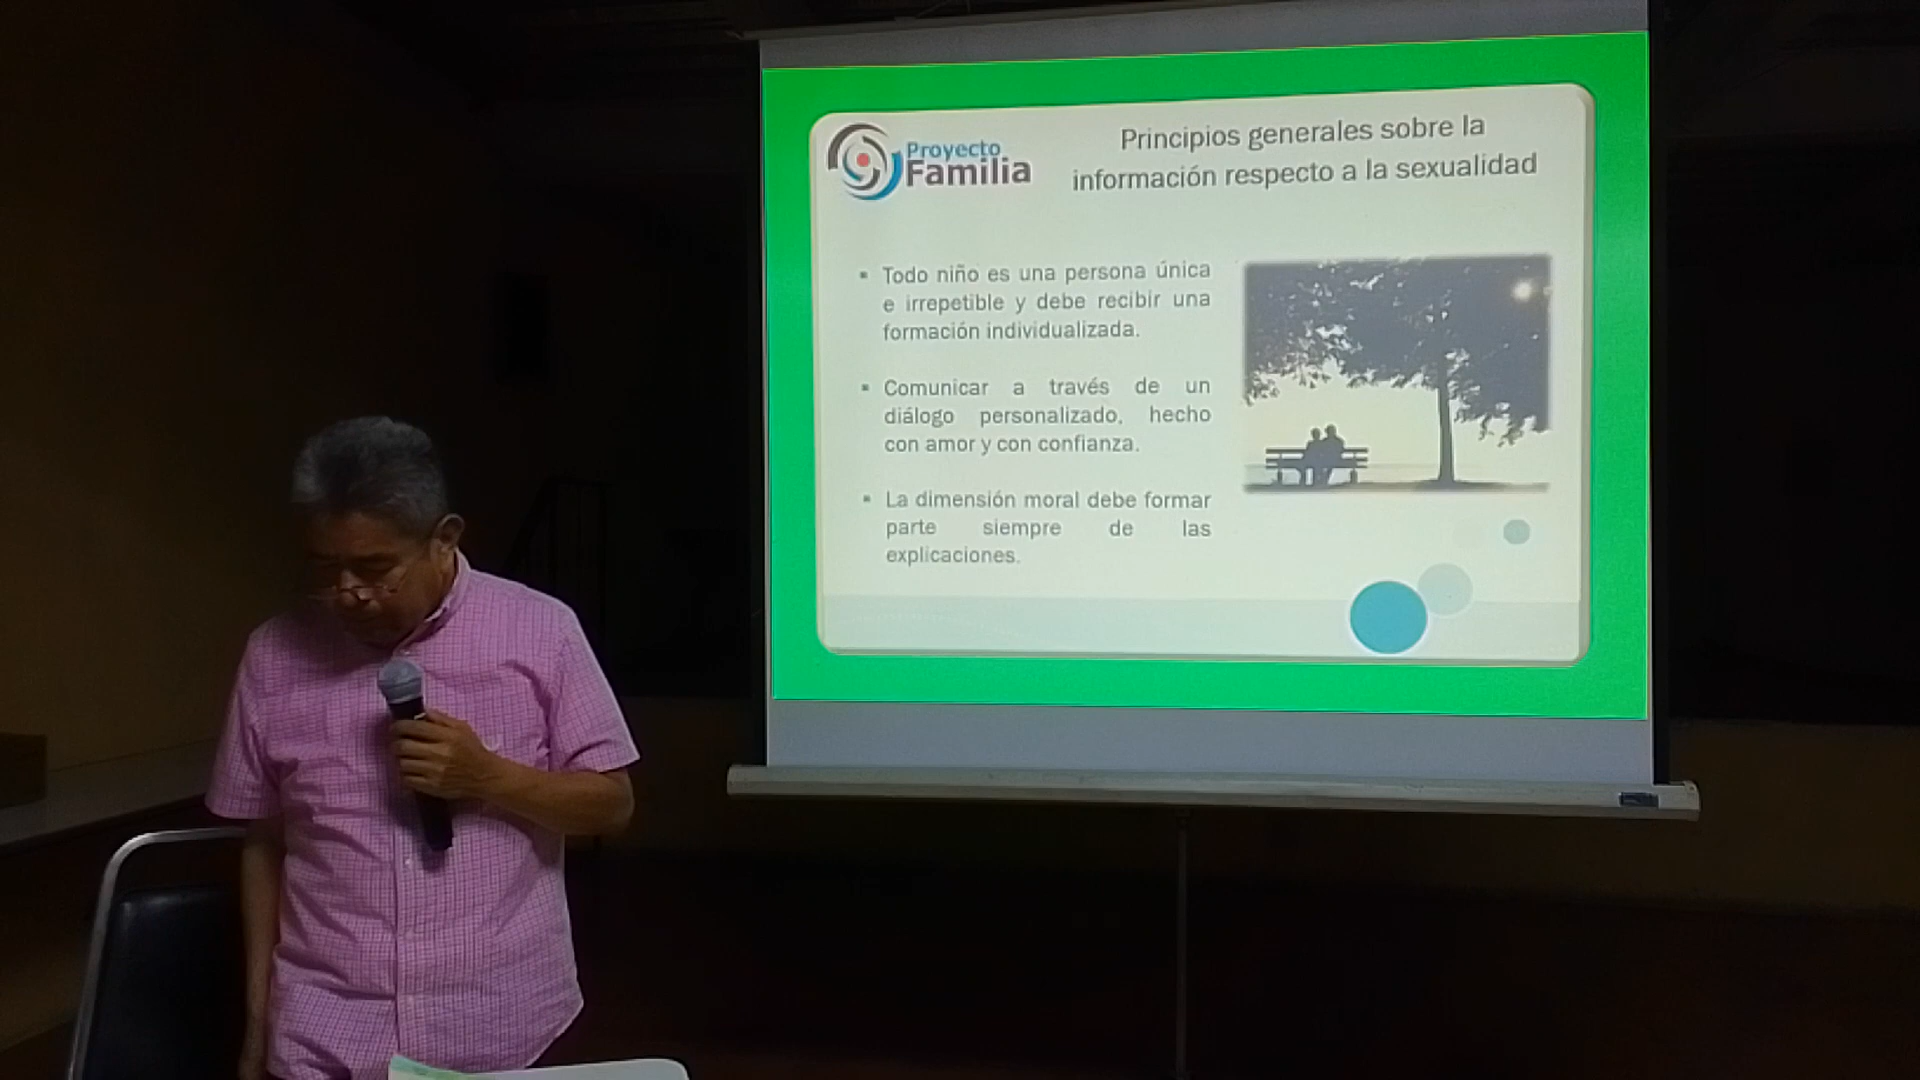 Proyecto
Familia
Principios generales sobre la
información respecto a la sexualidad
▪ Todo niño es una persona única
e irrepetible y debe recibir una
formación individualizada.
▪ Comunicar a través de un
diálogo personalizado, hecho
con amor y con confianza.
▪ La dimensión moral debe formar
parte siempre de las
explicaciones.